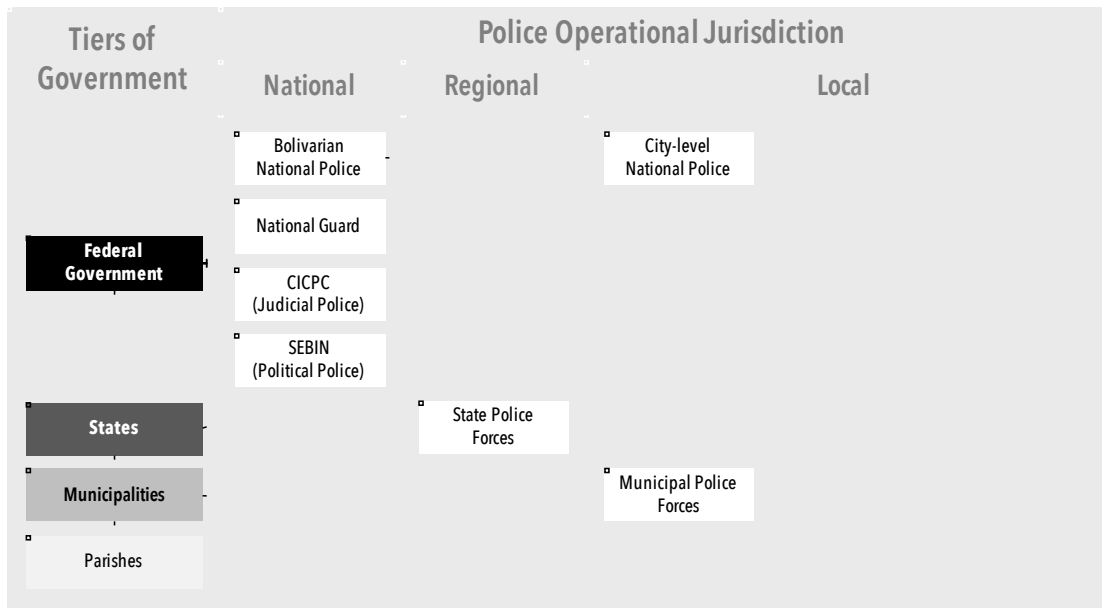 Tiers of
Government
Police Operational Jurisdiction
National
Regional
Local
Bolivarian
National Police
City-level
National Police
National Guard
Federal
Government
CICPC
(Judicial Police)
SEBIN
(Political Police)
States
State Police
Forces
Municipalities
Municipal Police
Forces
Parishes